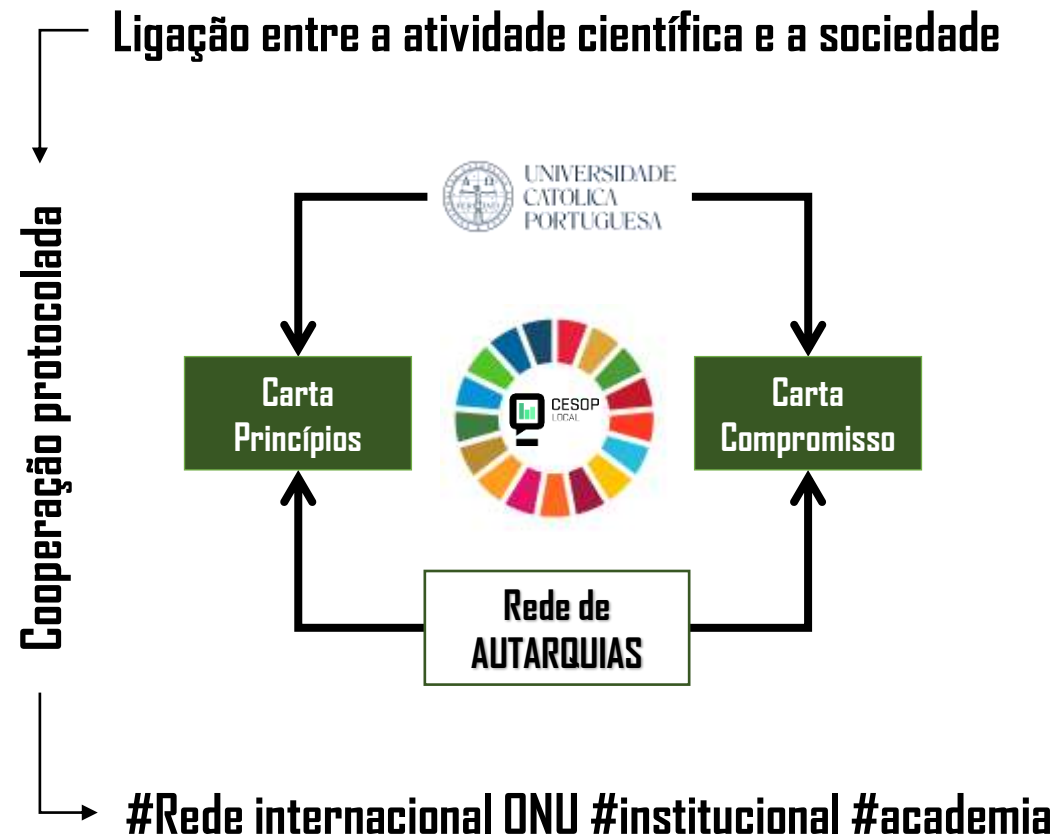 Ligação entre a atividade científica e a sociedade
UNIVERSIDADE
CATOLICA
PORTUGUESA
Cooperação protocolada
Carta
Princípios
CESOP
LOCAL
Carta
Compromisso
Rede de
AUTARQUIAS
#Rede internacional ONU #institucional #academia